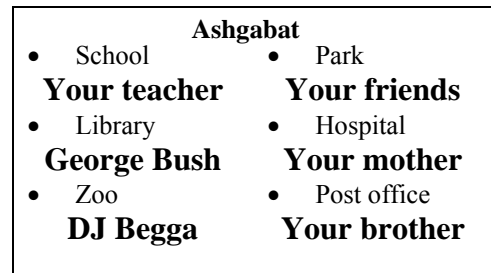 Ashgabat
• School • Park
Your teacher Your friends
• Library • Hospital
George Bush Your mother
• Zoo • Post office
DJ Begga Your brother